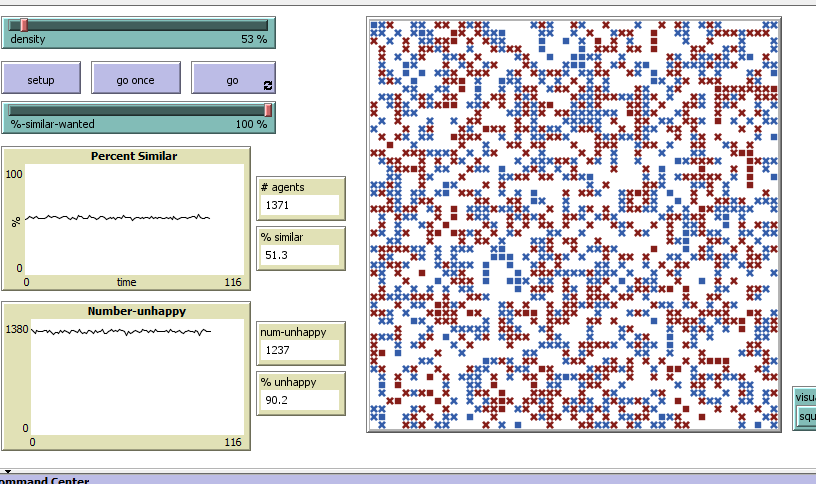 density 53 %
setup
go once
go
%-similar-wanted 100 %
Percent Similar
100
%
0
0 time 116
# agents
1371
% similar
51.3
Number-unhappy
1380
0
0 116
num-unhappy
1237
% unhappy
90.2
visua
squ
ommand Center